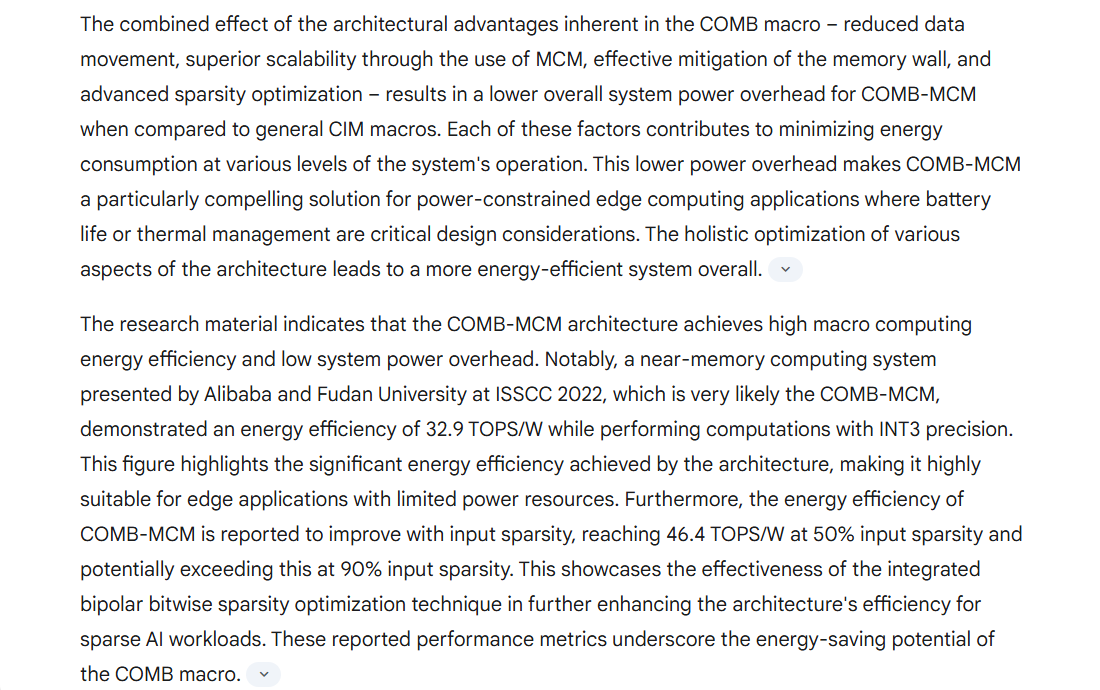 The combined effect of the architectural advantages inherent in the COMB macro – reduced data
movement, superior scalability through the use of MCM, effective mitigation of the memory wall, and
advanced sparsity optimization – results in a lower overall system power overhead for COMB-MCM
when compared to general CIM macros. Each of these factors contributes to minimizing energy
consumption at various levels of the system's operation. This lower power overhead makes COMB-MCM
a particularly compelling solution for power-constrained edge computing applications where battery
life or thermal management are critical design considerations. The holistic optimization of various
aspects of the architecture leads to a more energy-efficient system overall.
The research material indicates that the COMB-MCM architecture achieves high macro computing
energy efficiency and low system power overhead. Notably, a near-memory computing system
presented by Alibaba and Fudan University at ISSCC 2022, which is very likely the COMB-MCM,
demonstrated an energy efficiency of 32.9 TOPS/W while performing computations with INT3 precision.
This figure highlights the significant energy efficiency achieved by the architecture, making it highly
suitable for edge applications with limited power resources. Furthermore, the energy efficiency of
COMB-MCM is reported to improve with input sparsity, reaching 46.4 TOPS/W at 50% input sparsity and
potentially exceeding this at 90% input sparsity. This showcases the effectiveness of the integrated
bipolar bitwise sparsity optimization technique in further enhancing the architecture's efficiency for
sparse AI workloads. These reported performance metrics underscore the energy-saving potential of
the COMB macro.